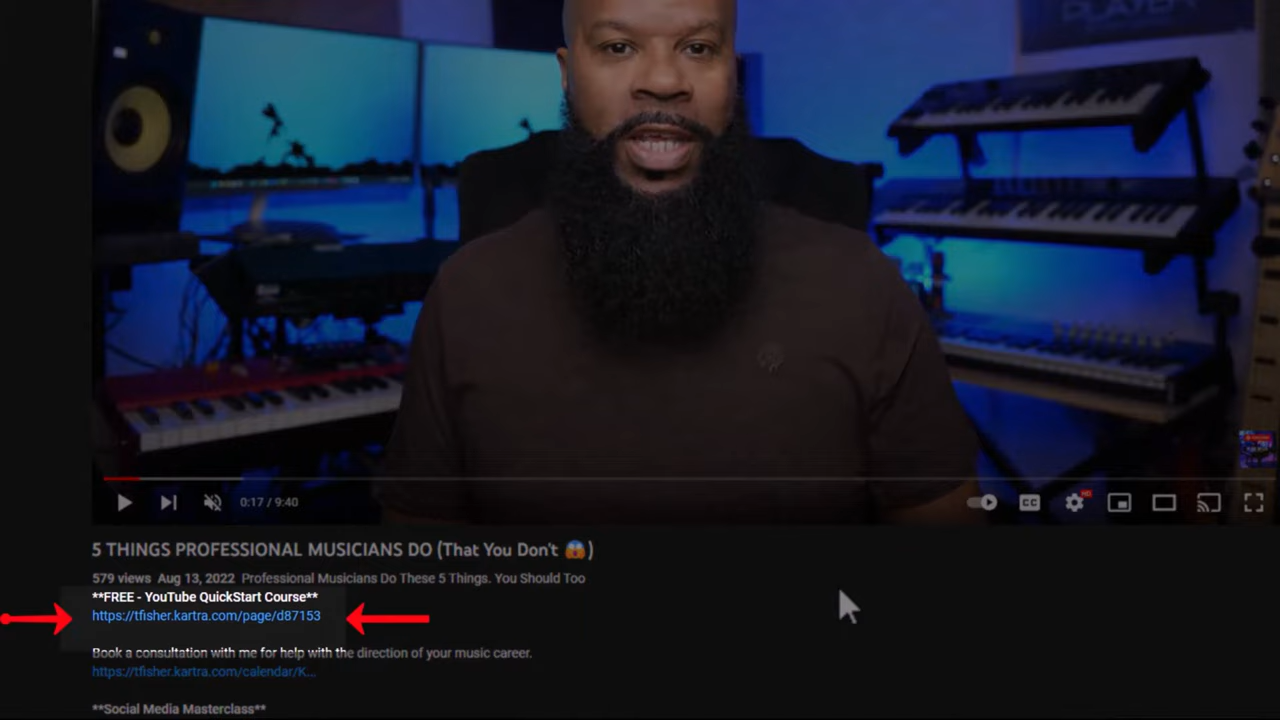 PLAYER
0:17 / 9:40
CC
HD
5 THINGS PROFESSIONAL MUSICIANS DO (That You Don't 😱)
579 views Aug 13, 2022 Professional Musicians Do These 5 Things. You Should Too
**FREE - YouTube QuickStart Course**
https://tfisher.kartra.com/page/d87153
Book a consultation with me for help with the direction of your music career.
https://tfisher.kartra.com/calendar/K...
**Social Media Masterclass**